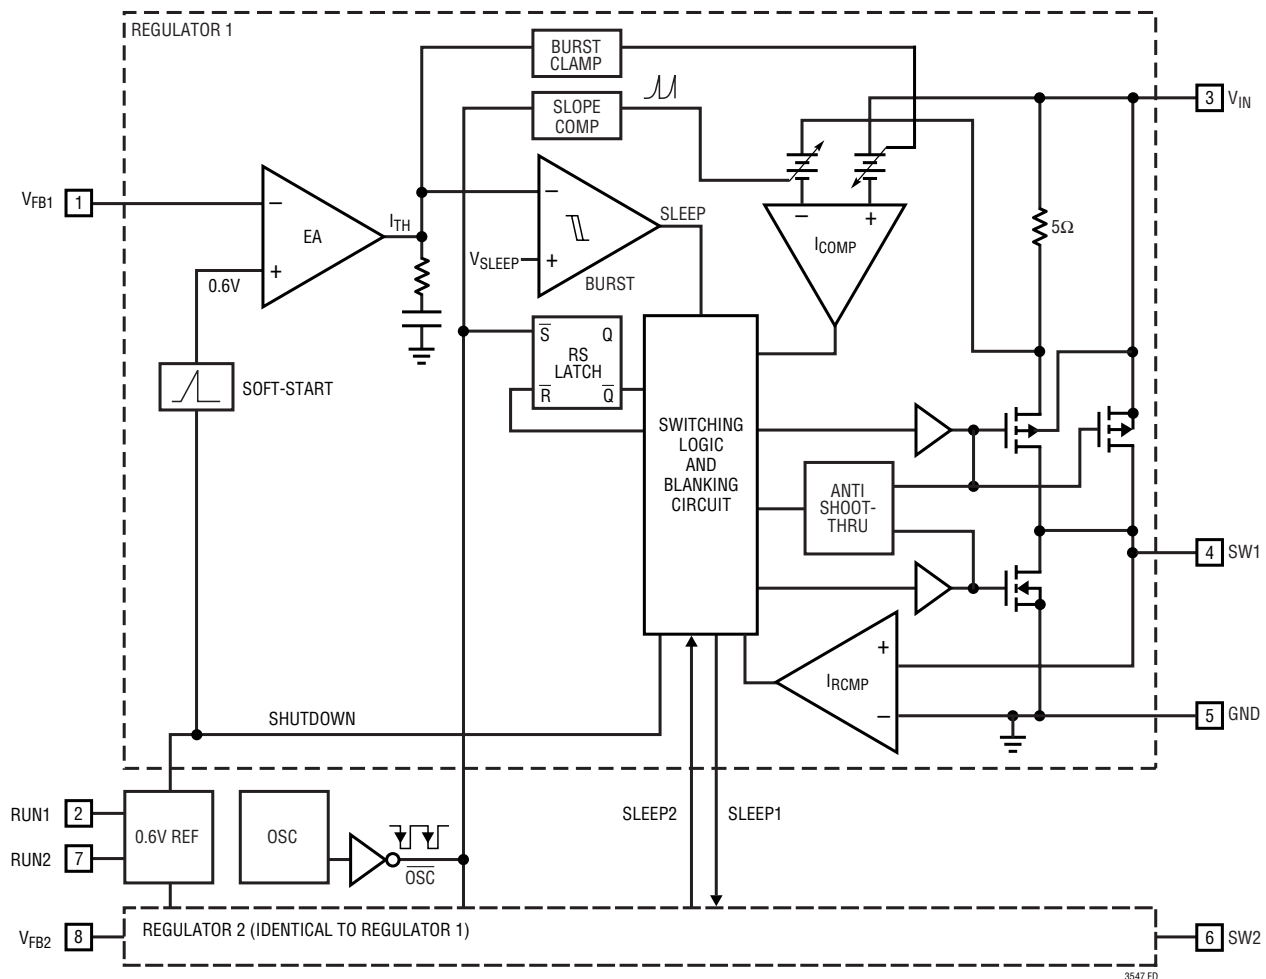 REGULATOR 1
BURST
CLAMP
SLOPE
COMP
3 VIN
VFB1 1
EA
ITH
0.6V
VSLEEP
SLEEP
BURST
ICOMP
5Ω
SOFT-START
S Q
RS
LATCH
R Q
SWITCHING
LOGIC
AND
BLANKING
CIRCUIT
ANTI
SHOOT-
THRU
4 SW1
IRCMP
SHUTDOWN
5 GND
RUN1 2
RUN2 7
0.6V REF
OSC
OSC
SLEEP2
SLEEP1
VFB2 8
REGULATOR 2 (IDENTICAL TO REGULATOR 1)
6 SW2
3547 FD
− + − + − + + −